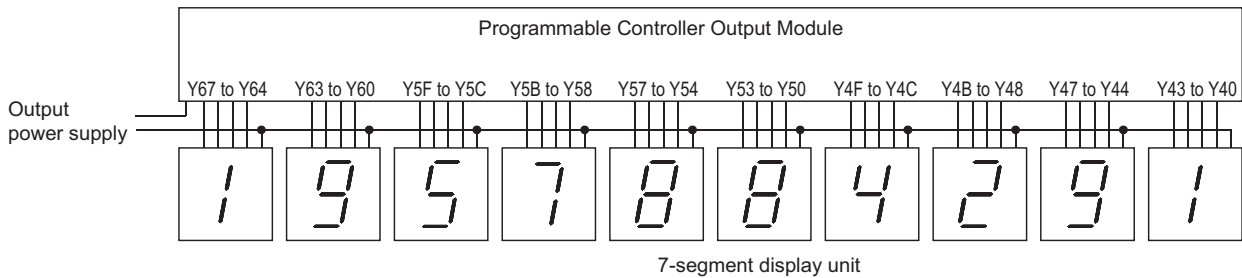 Programmable Controller Output Module
Y67 to Y64 Y63 to Y60 Y5F to Y5C Y5B to Y58 Y57 to Y54 Y53 to Y50 Y4F to Y4C Y4B to Y48 Y47 to Y44 Y43 to Y40
Output
power supply
1 9 5 7 8 8 4 2 9 1
7-segment display unit